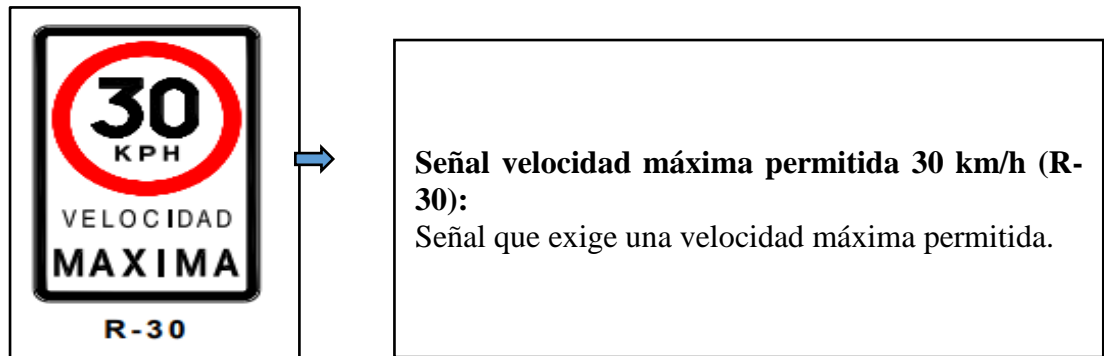 30
KPH
VELOCIDAD
MAXIMA
R-30
Señal velocidad máxima permitida 30 km/h (R-
30):
Señal que exige una velocidad máxima permitida.